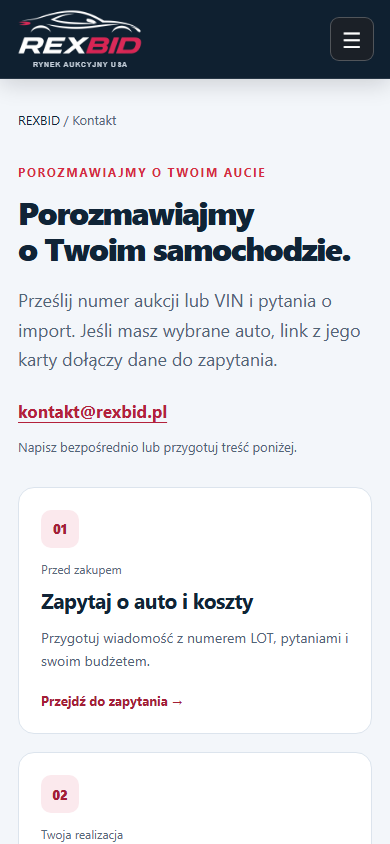 REXBID
RYNEK AUKCYJNY USA
REXBID / Kontakt
POROZMAWIAJMY O TWOIM AUCIE
Porozmawiajmy
o Twoim samochodzie.
Prześlij numer aukcji lub VIN i pytania o
import. Jeśli masz wybrane auto, link z jego
karty dołączy dane do zapytania.
kontakt@rexbid.pl
Napisz bezpośrednio lub przygotuj treść poniżej.
01
Przed zakupem
Zapytaj o auto i koszty
Przygotuj wiadomość z numerem LOT, pytaniami i
swoim budżetem.
Przejdź do zapytania →
02
Twoja realizacja